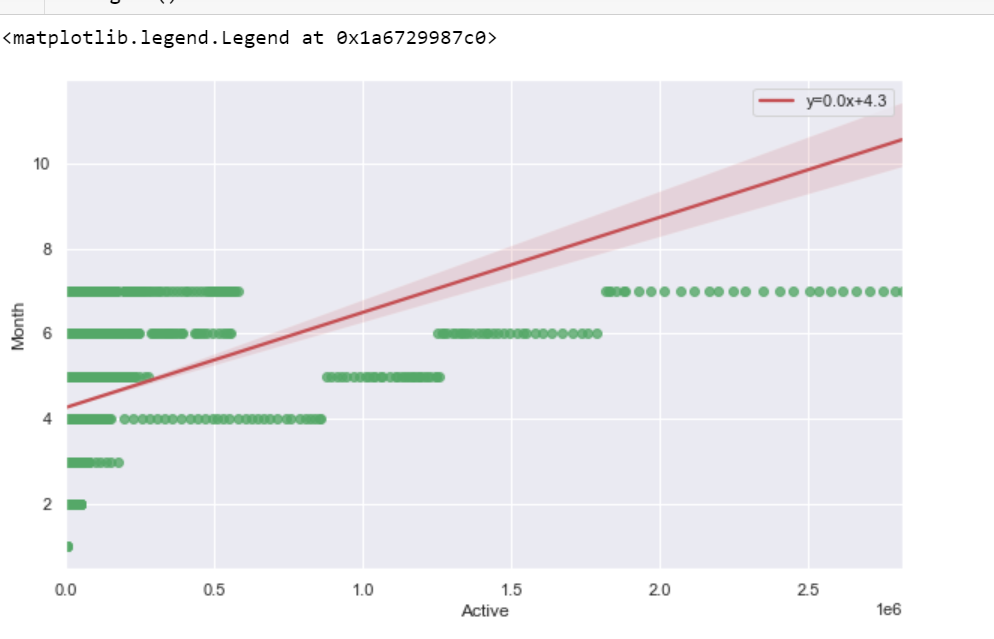 <matplotlib.legend.Legend at 0x1a6729987c0>
y=0.0x+4.3
10
8
6
4
2
Month
0.0 0.5 1.0 1.5 2.0 2.5
Active
1e6